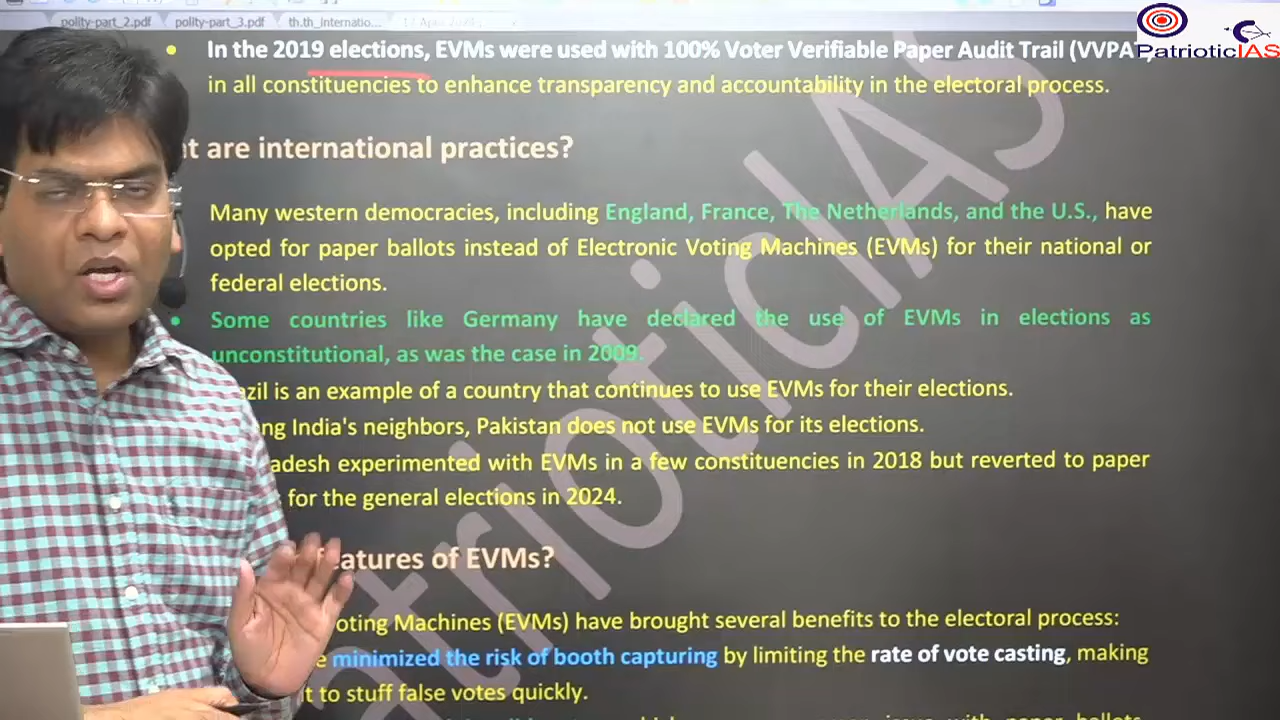 polity-part_2.pdf polity-part_3.pdf th.th_internatio...
PatrioticIAS
In the 2019 elections, EVMs were used with 100% Voter Verifiable Paper Audit Trail (VVPA
in all constituencies to enhance transparency and accountability in the electoral process.
are international practices?
Many western democracies, including England, France, The Netherlands, and the U.S., have
opted for paper ballots instead of Electronic Voting Machines (EVMs) for their national or
federal elections.
Some countries like Germany have declared the use of EVMs in elections as
unconstitutional, as was the case in 2009.
azil is an example of a country that continues to use EVMs for their elections.
ng India's neighbors, Pakistan does not use EVMs for its elections.
adesh experimented with EVMs in a few constituencies in 2018 but reverted to paper
for the general elections in 2024.
features of EVMs?
oting Machines (EVMs) have brought several benefits to the electoral process:
minimized the risk of booth capturing by limiting the rate of vote casting, making
t to stuff false votes quickly.
patrioticIAS